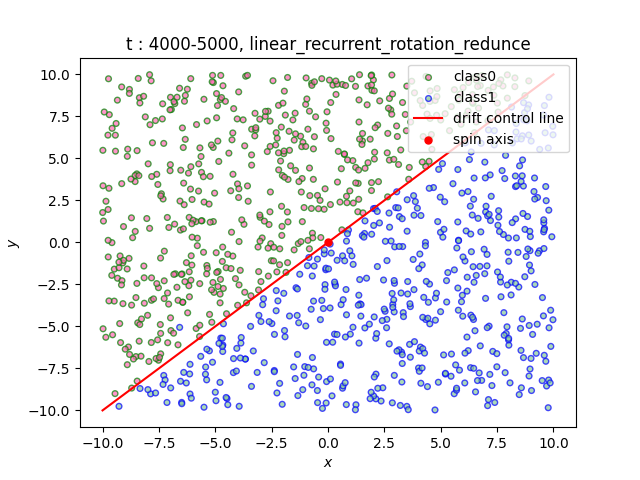 t : 4000-5000, linear_recurrent_rotation_redunce
class0
class1
drift control line
spin axis
10.0
7.5
5.0
2.5
0.0
−2.5
−5.0
−7.5
−10.0
y
−10.0 −7.5 −5.0 −2.5 0.0 2.5 5.0 7.5 10.0
x